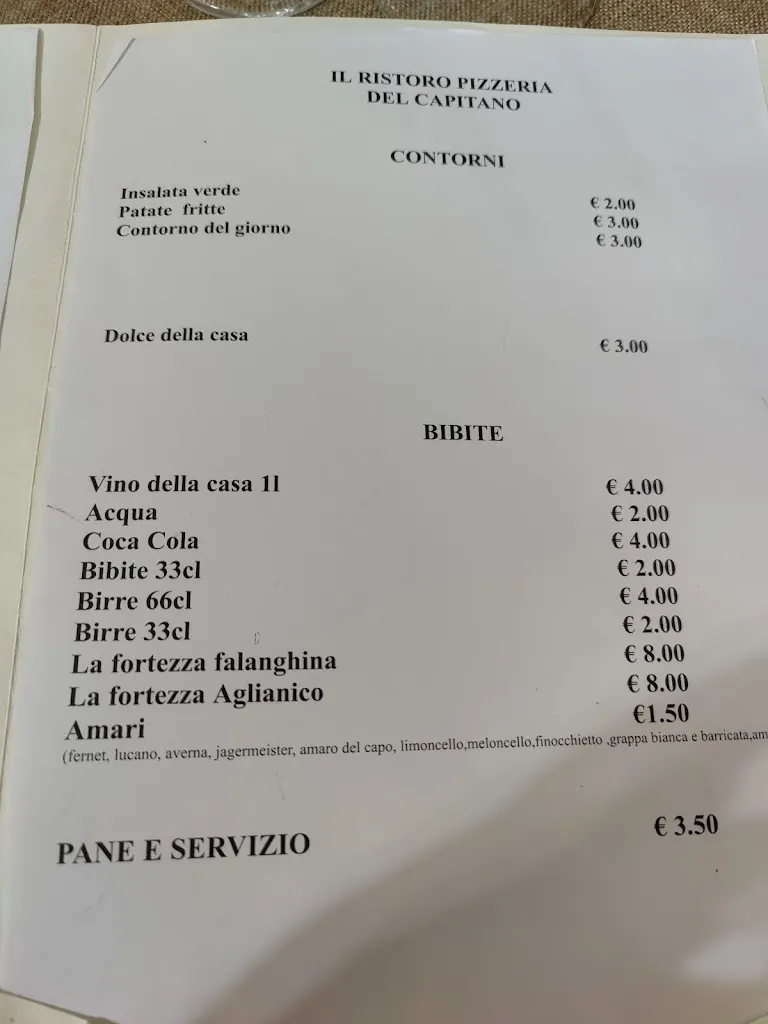 IL RISTORO PIZZERIA
DEL CAPITANO
CONTORNI
Insalata verde € 2.00
Patate fritte € 3.00
Contorno del giorno € 3.00
Dolce della casa € 3.00
BIBITE
Vino della casa 1l € 4.00
Acqua € 2.00
Coca Cola € 4.00
Bibite 33cl € 2.00
Birre 66cl € 4.00
Birre 33cl € 2.00
La fortezza falanghina € 8.00
La fortezza Aglianico € 8.00
Amari €1.50
(fernet, lucano, averna, jagermeister, amaro del capo, limoncello,meloncello,finocchietto ,grappa bianca e barricata,am
PANE E SERVIZIO € 3.50